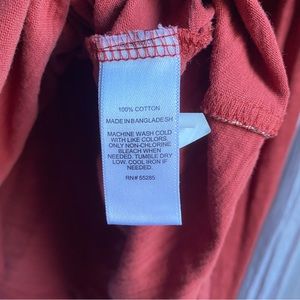 100% COTTON
MADE IN BANGLADESH
MACHINE WASH COLD
WITH LIKE COLORS.
ONLY NON-CHLORINE
BLEACH WHEN
NEEDED. TUMBLE DRY
LOW. COOL IRON IF
NEEDED.
RN# 55285